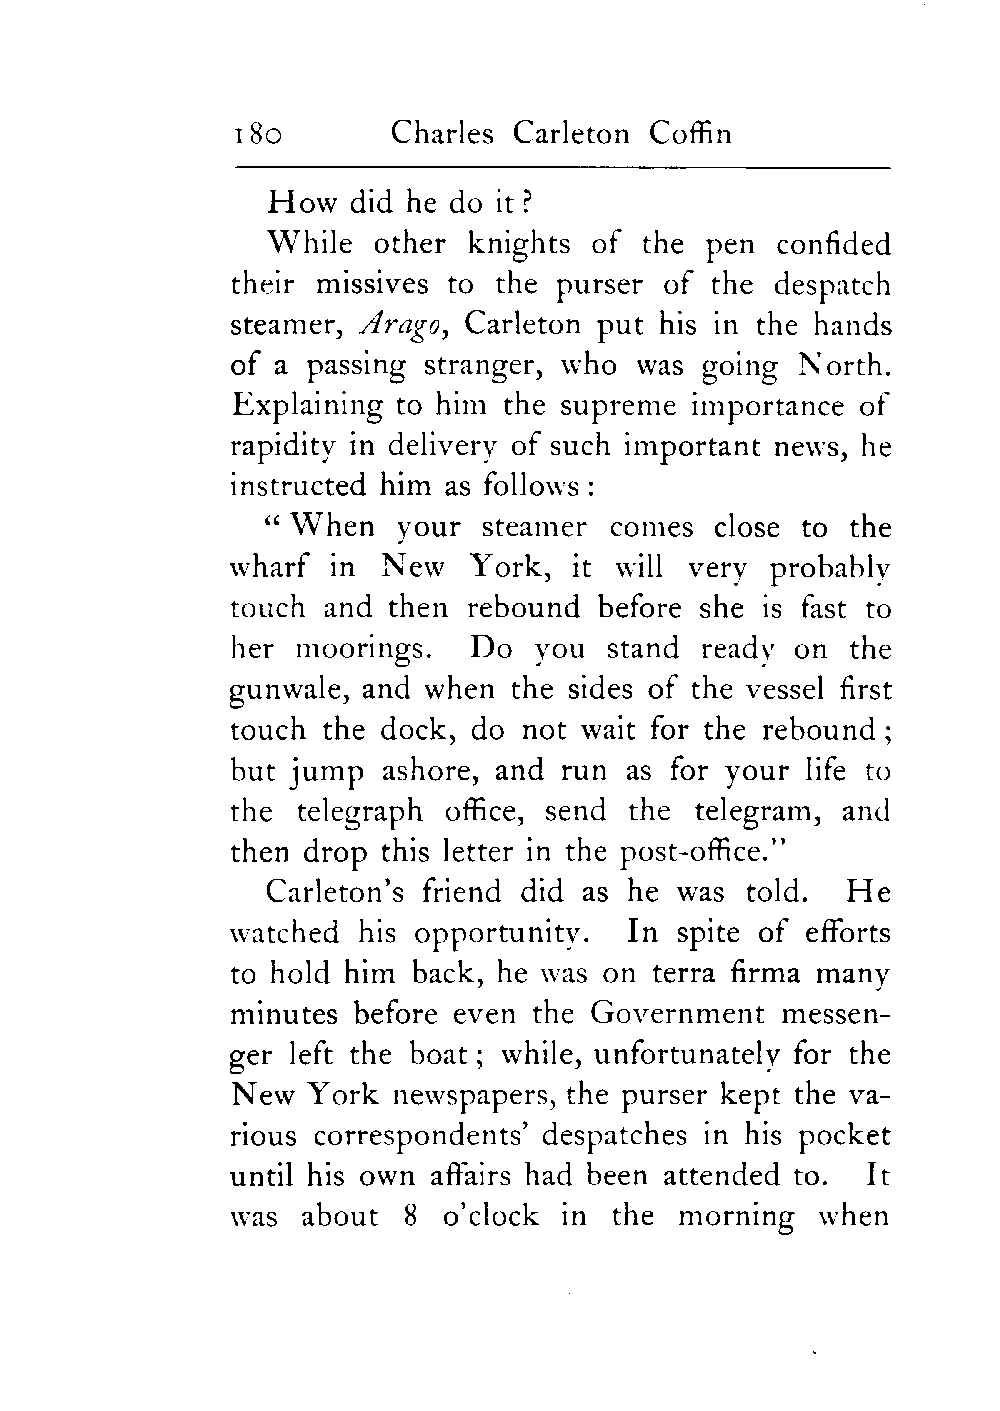 180 Charles Carleton Coffin
How did he do it?
While other knights of the pen confided
their missives to the purser of the despatch
steamer, Arago, Carleton put his in the hands
of a passing stranger, who was going North.
Explaining to him the supreme importance of
rapidity in delivery of such important news, he
instructed him as follows:
"When your steamer comes close to the
wharf in New York, it will very probably
touch and then rebound before she is fast to
her moorings. Do you stand ready on the
gunwale, and when the sides of the vessel first
touch the dock, do not wait for the rebound;
but jump ashore, and run as for your life to
the telegraph office, send the telegram, and
then drop this letter in the post-office."
Carleton's friend did as he was told. He
watched his opportunity. In spite of efforts
to hold him back, he was on terra firma many
minutes before even the Government messen-
ger left the boat; while, unfortunately for the
New York newspapers, the purser kept the va-
rious correspondents' despatches in his pocket
until his own affairs had been attended to. It
was about 8 o'clock in the morning when